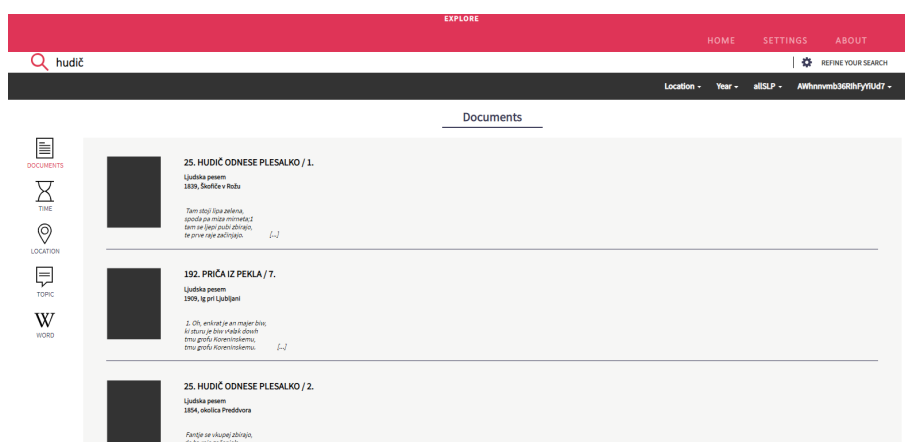 EXPLORE
HOME SETTINGS ABOUT
hudič
REFINE YOUR SEARCH
Location Year allSLP AWhnnvmb36RIhFyYlUd7
Documents
DOCUMENTS
TIME
LOCATION
TOPIC
W
WORD
25. HUDIČ ODNESE PLESALKO / 1.
Ljudska pesem
1839, Škofiče v Rožu
Tam stoji lipa zelena,
spoda pa miza mirneta;1
tam se ljepi pubi zbirajo,
te prve raje začinjajo. [...]
192. PRIČA IZ PEKLA / 7.
Ljudska pesem
1909, Ig pri Ljubljani
1. Oh, enkrat je an majer biw,
ki sturu je biw dowh
tmu grofu Koreninskemu,
tmu grofu Koreninskemu. [...]
25. HUDIČ ODNESE PLESALKO / 2.
Ljudska pesem
1854, okolica Preddvora
Fantje se vkupej zbirajo,